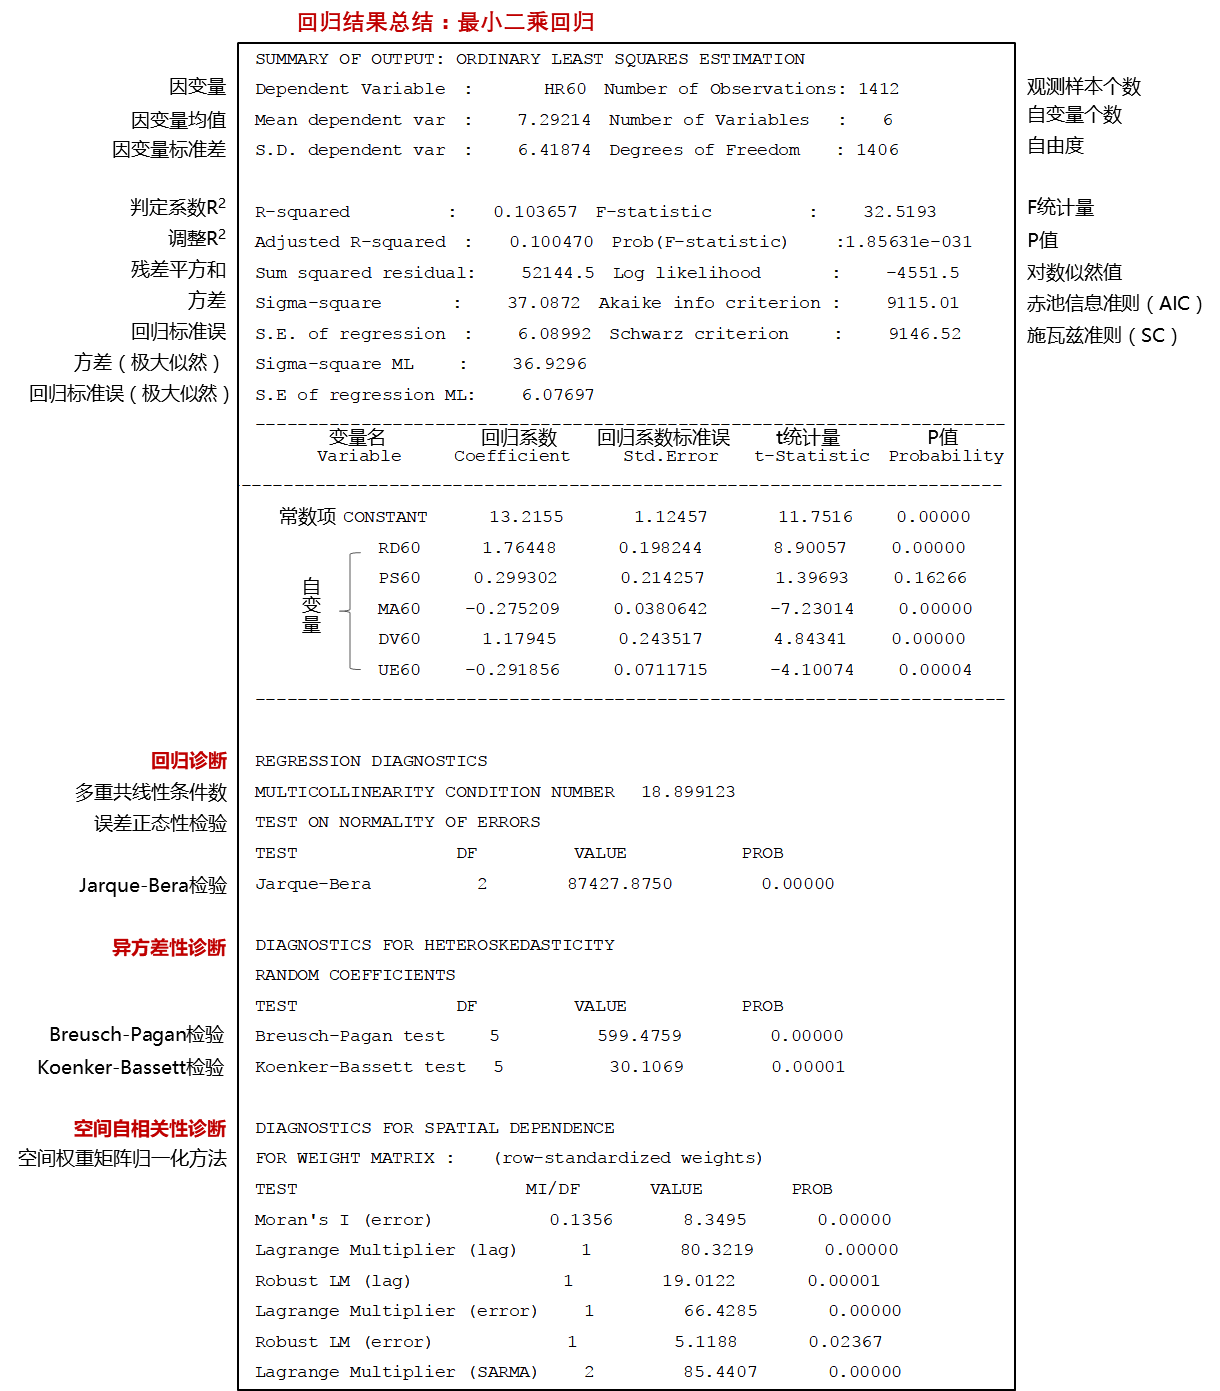 回归结果总结：最小二乘回归
SUMMARY OF OUTPUT: ORDINARY LEAST SQUARES ESTIMATION
因变量 Dependent Variable : HR60 Number of Observations: 1412 观测样本个数
因变量均值 Mean dependent var : 7.29214 Number of Variables : 6 自变量个数
因变量标准差 S.D. dependent var : 6.41874 Degrees of Freedom : 1406 自由度
判定系数R² R-squared : 0.103657 F-statistic : 32.5193 F统计量
调整R² Adjusted R-squared : 0.100470 Prob(F-statistic) :1.85631e-031 P值
残差平方和 Sum squared residual: 52144.5 Log likelihood : -4551.5 对数似然值
方差 Sigma-square : 37.0872 Akaike info criterion : 9115.01 赤池信息准则（AIC）
回归标准误 S.E. of regression : 6.08992 Schwarz criterion : 9146.52 施瓦兹准则（SC）
方差（极大似然） Sigma-square ML : 36.9296
回归标准误（极大似然） S.E of regression ML: 6.07697
变量名 回归系数 回归系数标准误 t统计量 P值
Variable Coefficient Std.Error t-Statistic Probability
常数项 CONSTANT 13.2155 1.12457 11.7516 0.00000
自变量
RD60 1.76448 0.198244 8.90057 0.00000
PS60 0.299302 0.214257 1.39693 0.16266
MA60 -0.275209 0.0380642 -7.23014 0.00000
DV60 1.17945 0.243517 4.84341 0.00000
UE60 -0.291856 0.0711715 -4.10074 0.00004
回归诊断 REGRESSION DIAGNOSTICS
多重共线性条件数 MULTICOLLINEARITY CONDITION NUMBER 18.899123
误差正态性检验 TEST ON NORMALITY OF ERRORS
TEST DF VALUE PROB
Jarque-Bera检验 Jarque-Bera 2 87427.8750 0.00000
异方差性诊断 DIAGNOSTICS FOR HETEROSKEDASTICITY
RANDOM COEFFICIENTS
TEST DF VALUE PROB
Breusch-Pagan检验 Breusch-Pagan test 5 599.4759 0.00000
Koenker-Bassett检验 Koenker-Bassett test 5 30.1069 0.00001
空间自相关性诊断 DIAGNOSTICS FOR SPATIAL DEPENDENCE
空间权重矩阵归一化方法 FOR WEIGHT MATRIX : (row-standardized weights)
TEST MI/DF VALUE PROB
Moran's I (error) 0.1356 8.3495 0.00000
Lagrange Multiplier (lag) 1 80.3219 0.00000
Robust LM (lag) 1 19.0122 0.00001
Lagrange Multiplier (error) 1 66.4285 0.00000
Robust LM (error) 1 5.1188 0.02367
Lagrange Multiplier (SARMA) 2 85.4407 0.00000